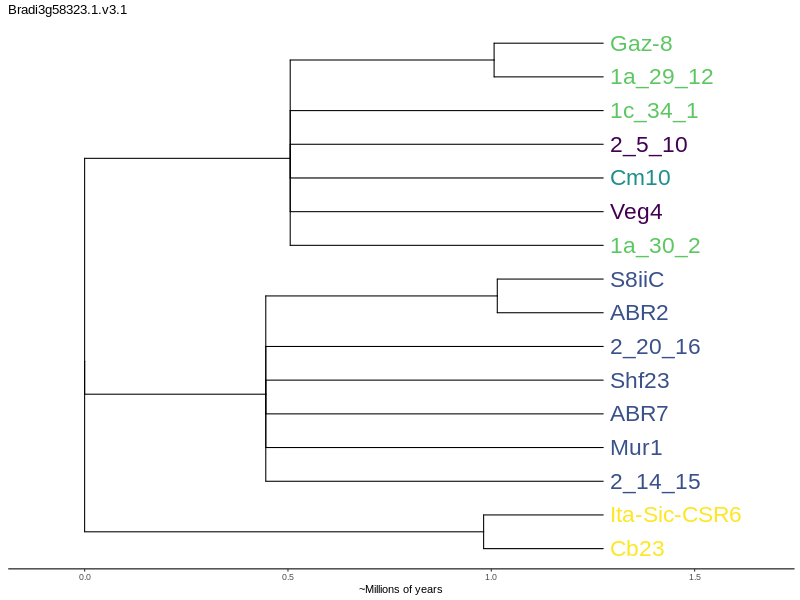 Bradi3g58323.1.v3.1
Gaz-8
1a_29_12
1c_34_1
2_5_10
Cm10
Veg4
1a_30_2
S8iiC
ABR2
2_20_16
Shf23
ABR7
Mur1
2_14_15
Ita-Sic-CSR6
Cb23
0.0 0.5 1.0 1.5
~Millions of years